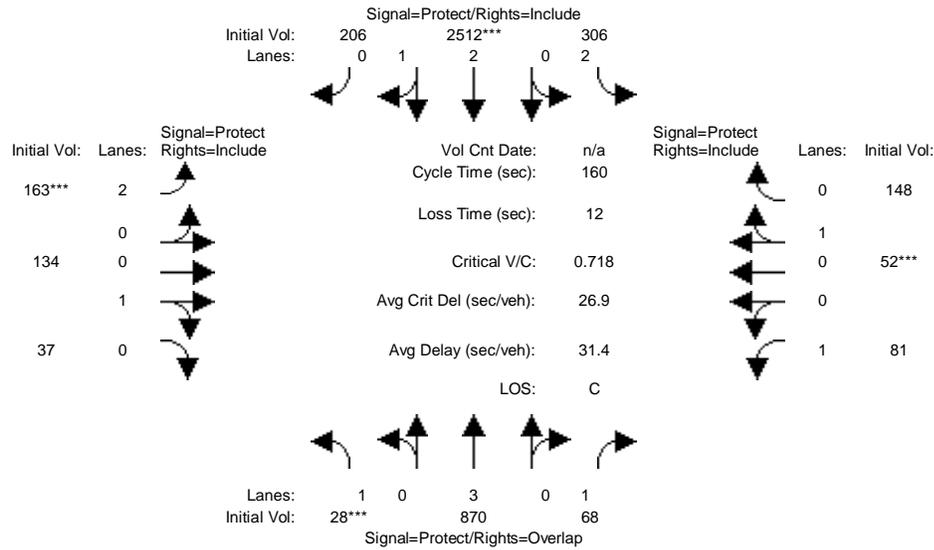 Signal=Protect/Rights=Include
Initial Vol: 206 2512*** 306
Lanes: 0 1 2 0 2
Signal=Protect Signal=Protect
Initial Vol: Lanes: Rights=Include Vol Cnt Date: n/a Rights=Include Lanes: Initial Vol:
Cycle Time (sec): 160
163*** 2 0 148
Loss Time (sec): 12
0 1
134 0 Critical V/C: 0.718 0 52***
1 Avg Crit Del (sec/veh): 26.9 0
37 0 Avg Delay (sec/veh): 31.4 1 81
LOS: C
Lanes: 1 0 3 0 1
Initial Vol: 28*** 870 68
Signal=Protect/Rights=Overlap